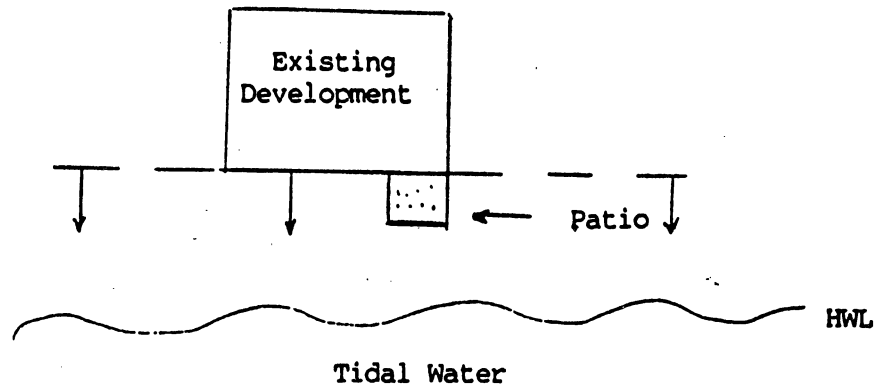 Existing
Development
Patio
HWL
Tidal Water